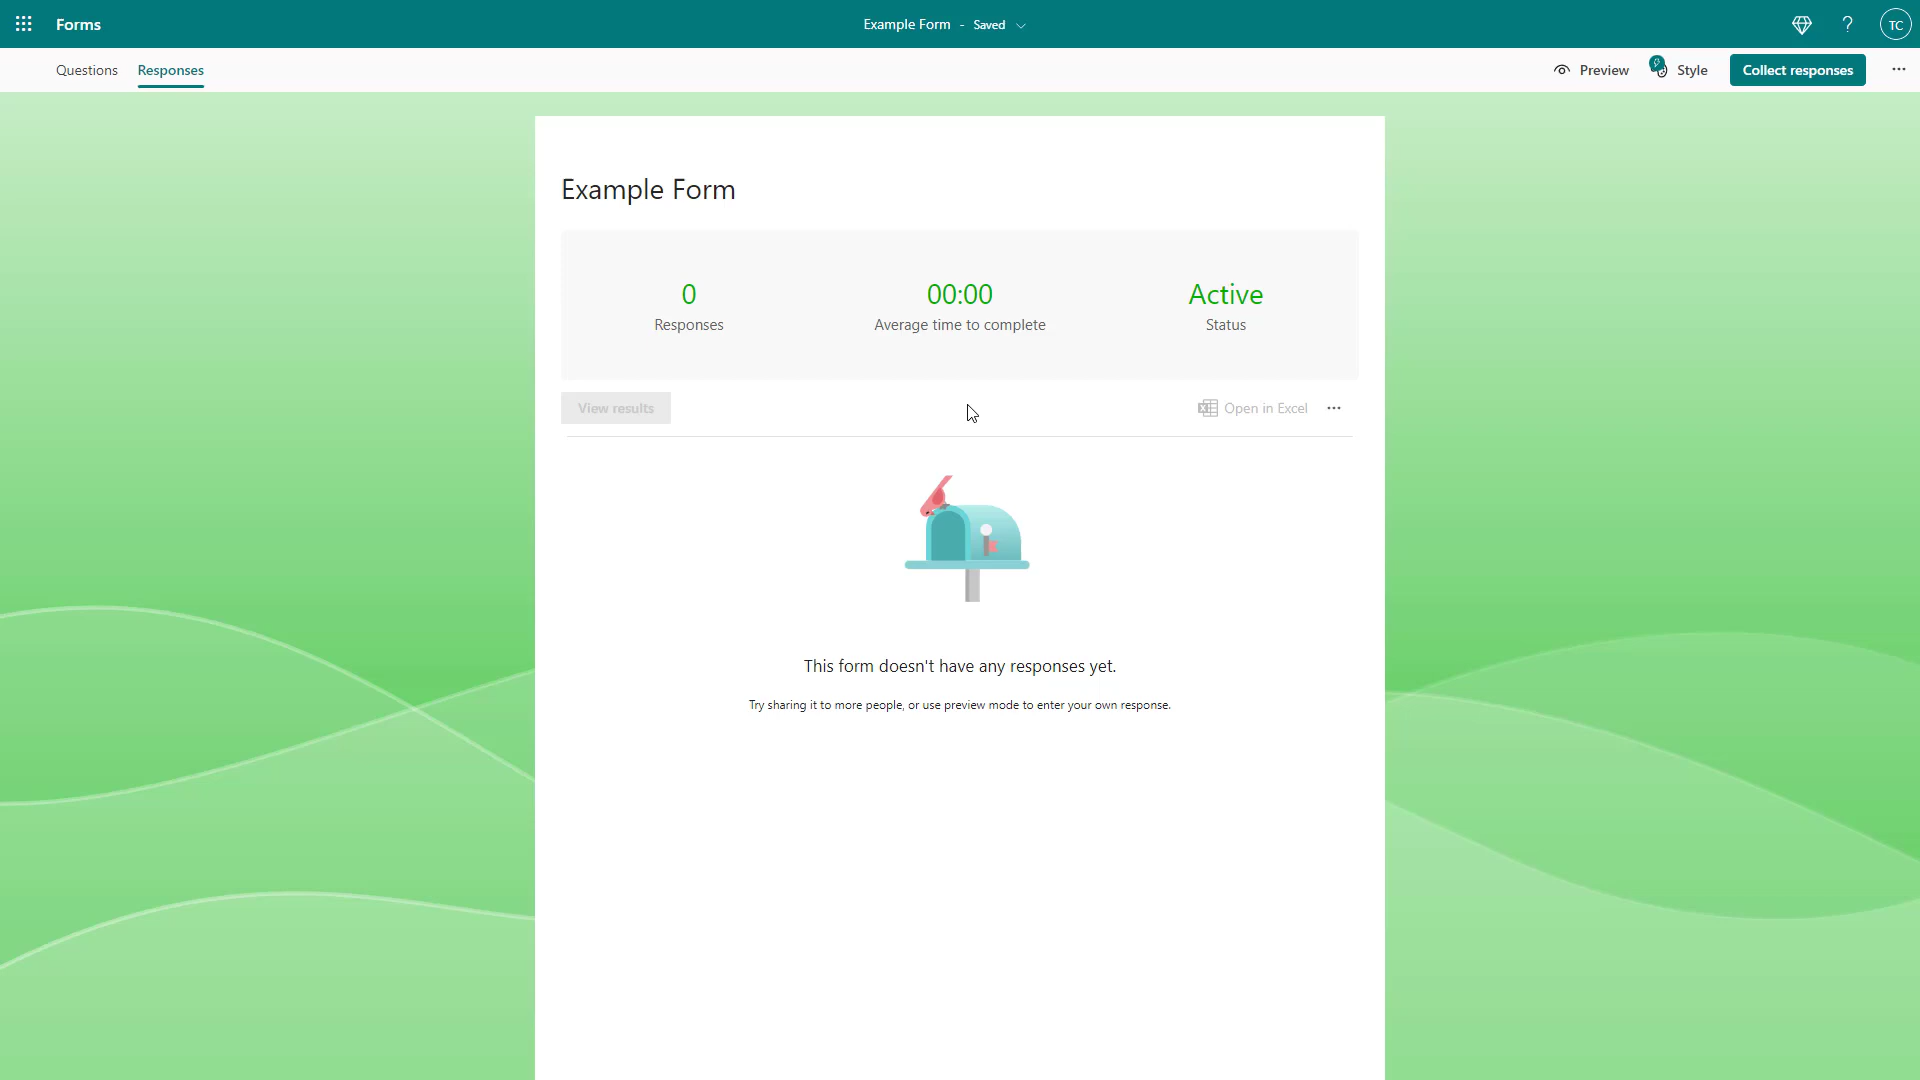 Forms
Example Form - Saved
?
TC
Questions
Responses
Preview
Style
Collect responses
Example Form
0
Responses
00:00
Average time to complete
Active
Status
View results
Open in Excel
This form doesn't have any responses yet.
Try sharing it to more people, or use preview mode to enter your own response.